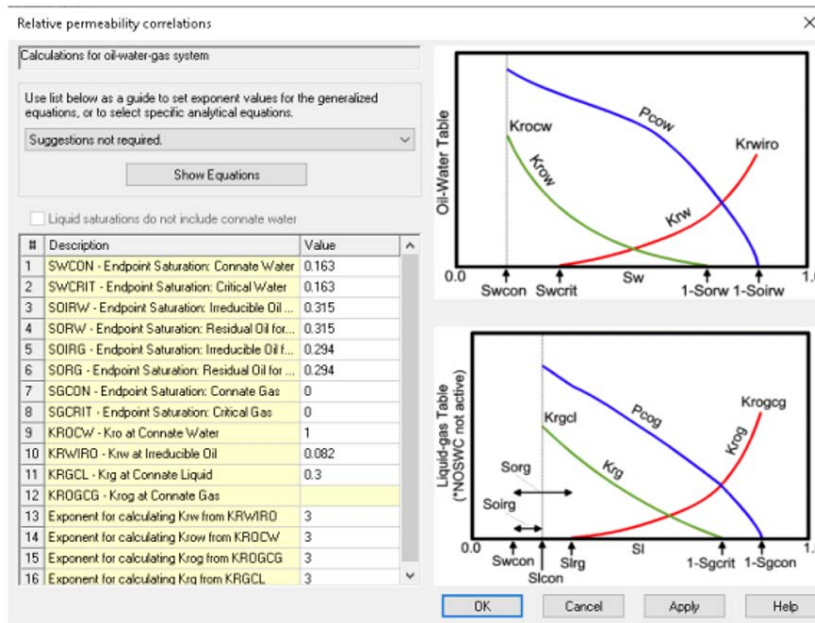 Relative permeability correlations
Calculations for oil-water-gas system
Use list below as a guide to set exponent values for the generalized
equations, or to select specific analytical equations.
Suggestions not required.
Show Equations
Liquid saturations do not include connate water
# Description Value
1 SWCON - Endpoint Saturation: Connate Water 0.163
2 SWCRIT - Endpoint Saturation: Critical Water 0.163
3 SOIRW - Endpoint Saturation: Irreducible Oil ... 0.315
4 SORW - Endpoint Saturation: Residual Oil for... 0.315
5 SOIRG - Endpoint Saturation: Irreducible Oil f... 0.294
6 SORG - Endpoint Saturation: Residual Oil for ... 0.294
7 SGCON - Endpoint Saturation: Connate Gas 0
8 SGCRIT - Endpoint Saturation: Critical Gas 0
9 KROCW - Kro at Connate Water 1
10 KRWIRO - Krw at Irreducible Oil 0.082
11 KRGCL - Krg at Connate Liquid 0.3
12 KROGCG - Krog at Connate Gas
13 Exponent for calculating Krw from KRWIRO 3
14 Exponent for calculating Krow from KROCW 3
15 Exponent for calculating Krog from KROGCG 3
16 Exponent for calculating Krg from KRGCL 3
Oil-Water Table
Krocw
Krow
Pcow
Krwiro
Krw
0.0
Sw
1.0
Swcon
Swcrit
1-Sorw
1-Soirw
Liquid-gas Table
(*NOSWC not active)
Krgcl
Krg
Pcog
Krogcg
Krog
Sorg
Soirg
0.0
Sl
1.0
Swcon
Slcon
Slrg
1-Sgcrit
1-Sgcon
OK
Cancel
Apply
Help